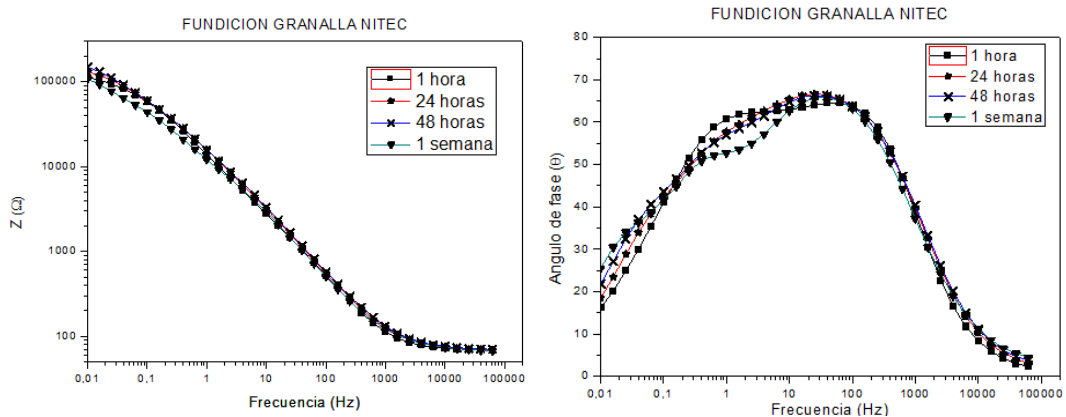 FUNDICION GRANALLA NITEC
Z (Ω)
100000
10000
1000
100
1 hora
24 horas
48 horas
1 semana
0,01 0,1 1 10 100 1000 10000 100000
Frecuencia (Hz)
FUNDICION GRANALLA NITEC
Angulo de fase (θ)
80
70
60
50
40
30
20
10
0
1 hora
24 horas
48 horas
1 semana
0,01 0,1 1 10 100 1000 10000 100000
Frecuencia (Hz)